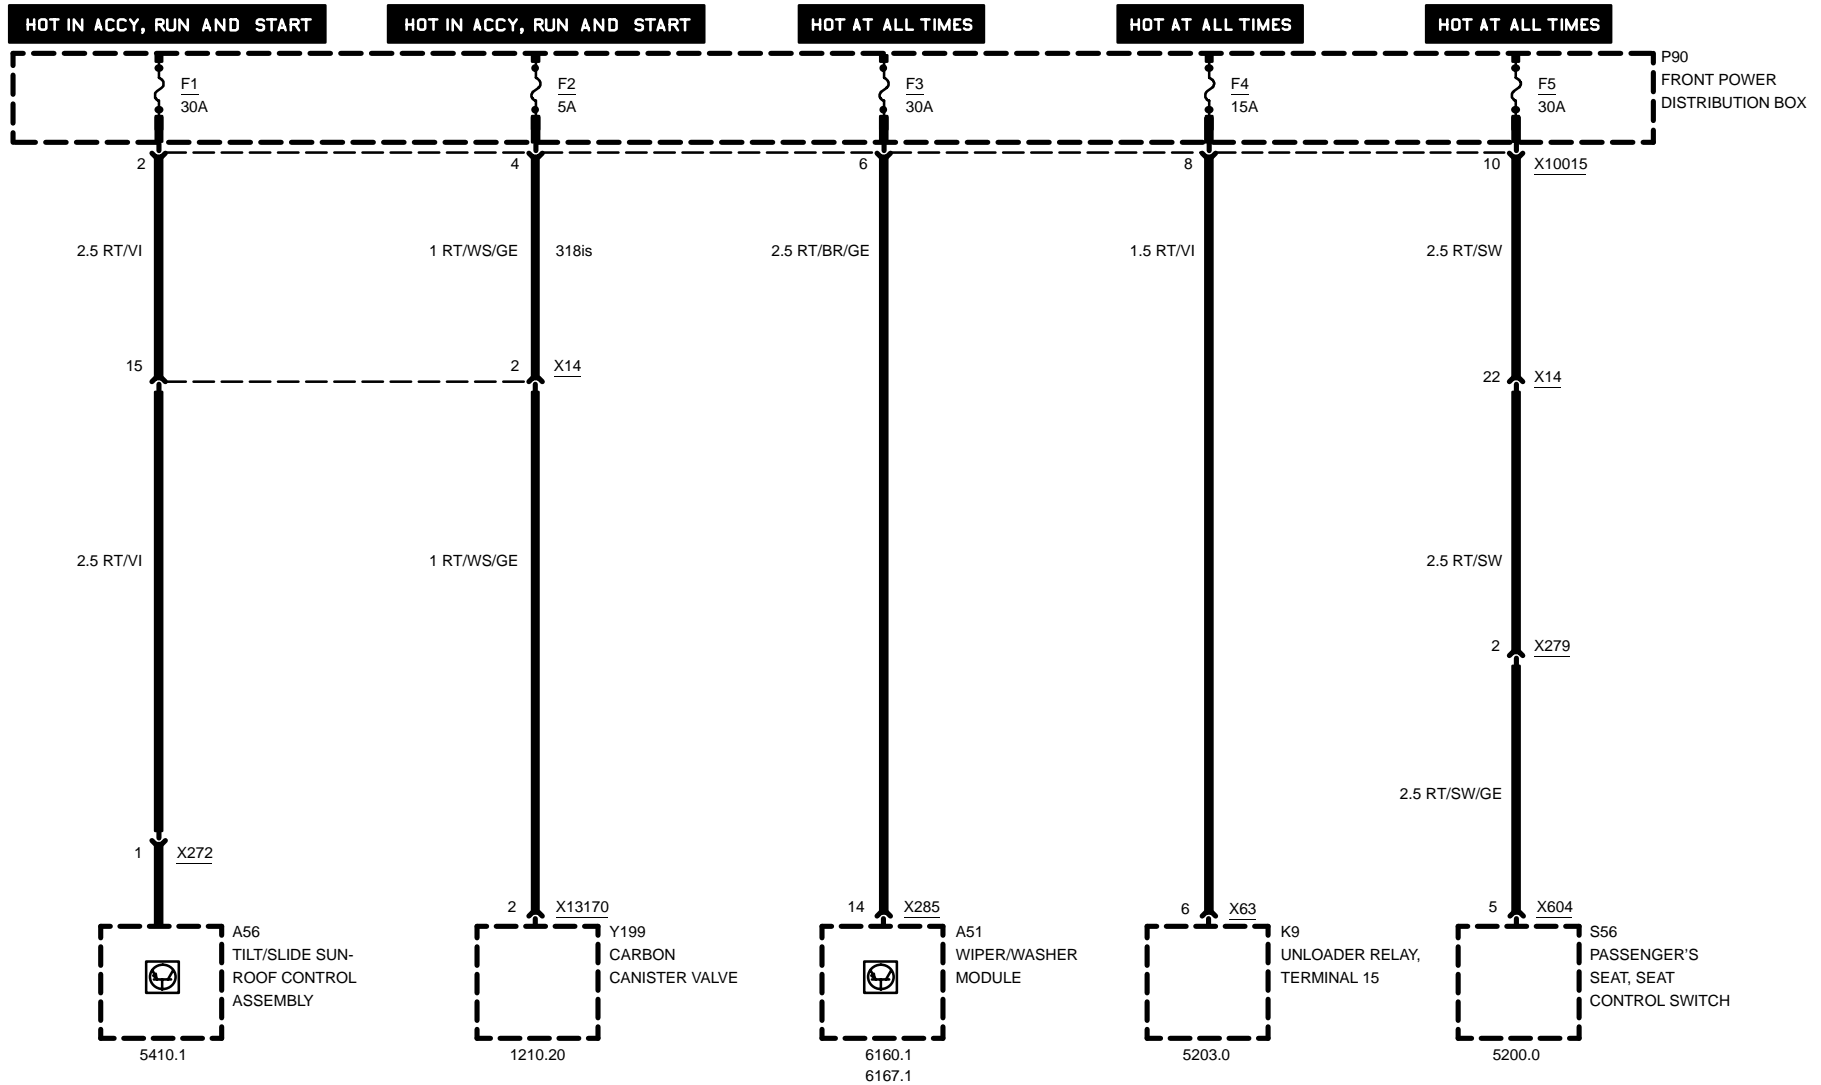 HOT IN ACCY, RUN AND START
HOT IN ACCY, RUN AND START
HOT AT ALL TIMES
HOT AT ALL TIMES
HOT AT ALL TIMES
P90
FRONT POWER
DISTRIBUTION BOX
F1
30A
F2
5A
F3
30A
F4
15A
F5
30A
2
4
6
8
10
X10015
2.5 RT/VI
1 RT/WS/GE
318is
2.5 RT/BR/GE
1.5 RT/VI
2.5 RT/SW
15
2
X14
22
X14
2.5 RT/VI
1 RT/WS/GE
2.5 RT/SW
2
X279
2.5 RT/SW/GE
1
X272
2
X13170
14
X285
6
X63
5
X604
A56
TILT/SLIDE SUN-
ROOF CONTROL
ASSEMBLY
Y199
CARBON
CANISTER VALVE
A51
WIPER/WASHER
MODULE
K9
UNLOADER RELAY,
TERMINAL 15
S56
PASSENGER'S
SEAT, SEAT
CONTROL SWITCH
5410.1
1210.20
6160.1
6167.1
5203.0
5200.0